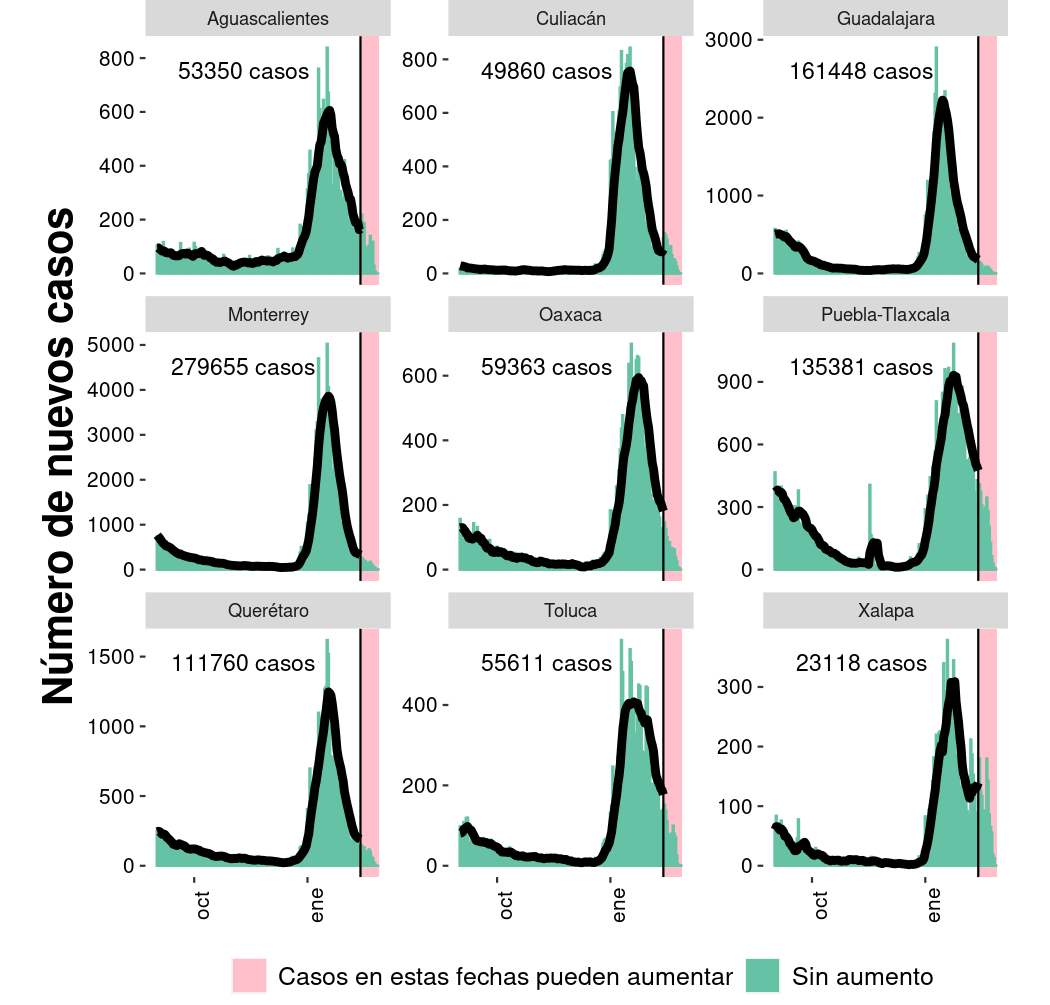 Número de nuevos casos
Aguascalientes
53350 casos
800
600
400
200
0
Culiacán
49860 casos
800
600
400
200
0
Guadalajara
161448 casos
3000
2000
1000
0
Monterrey
279655 casos
5000
4000
3000
2000
1000
0
Oaxaca
59363 casos
600
400
200
0
Puebla-Tlaxcala
135381 casos
900
600
300
0
Querétaro
111760 casos
1500
1000
500
0
oct
ene
Toluca
55611 casos
400
200
0
oct
ene
Xalapa
23118 casos
300
200
100
0
oct
ene
Casos en estas fechas pueden aumentar
Sin aumento